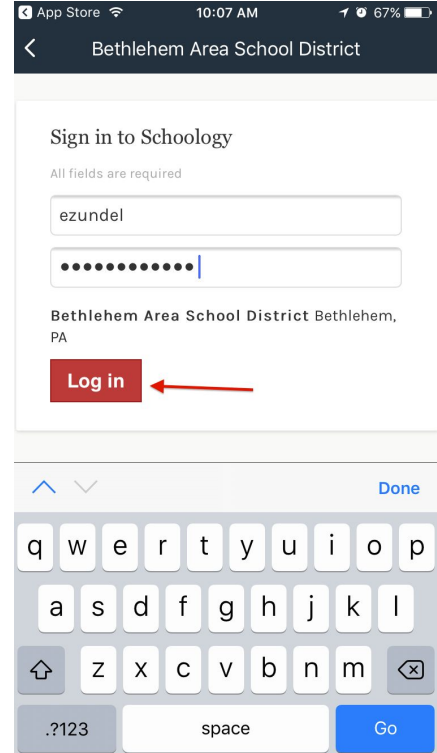 App Store 10:07 AM 67%
Bethlehem Area School District
Sign in to Schoology
All fields are required
ezundel
●●●●●●●●●●●●
Bethlehem Area School District Bethlehem,
PA
Log in
Done
q w e r t y u i o p
a s d f g h j k l
z x c v b n m
.?123 space Go